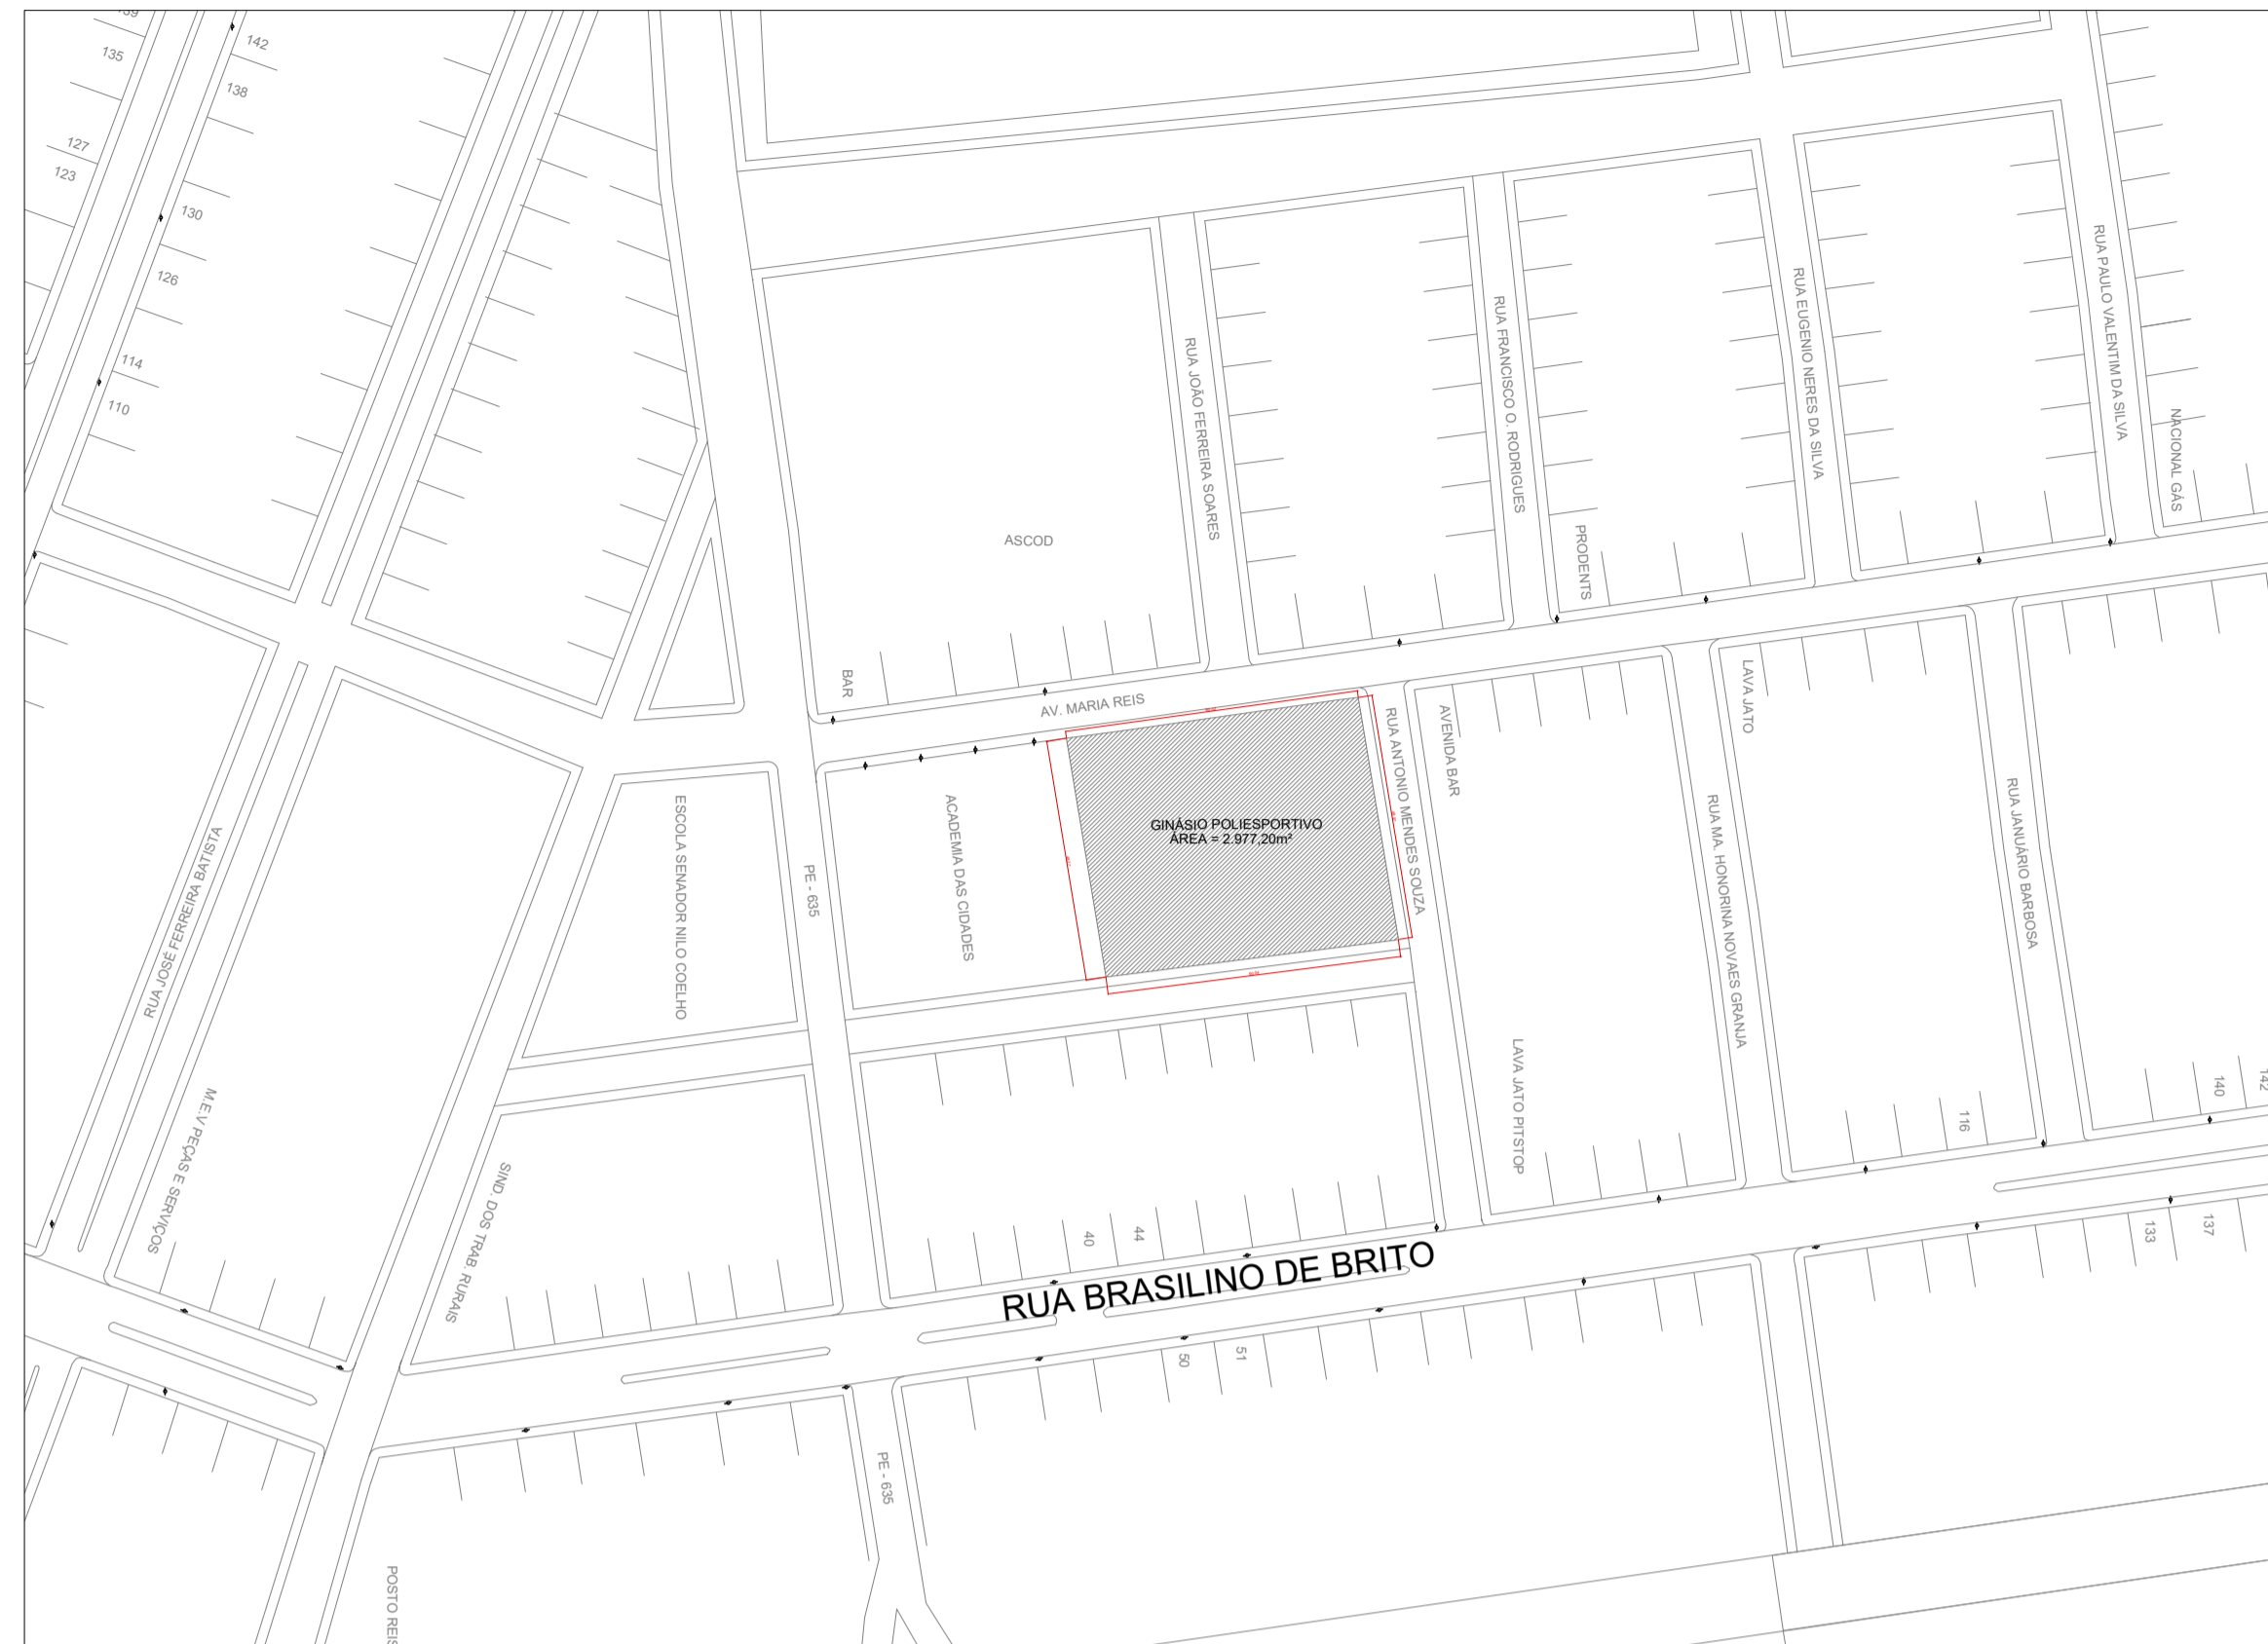 135
142
138
127
123
130
126
114
110
RUA JOÃO FERREIRA SOARES
RUA FRANCISCO O. RODRIGUES
RUA EUGENIO NERES DA SILVA
RUA PAULO VALENTIM DA SILVA
NACIONAL GÁS
ASCOD
PRODENTS
BAR
AV. MARIA REIS
LAVA JATO
AVENIDA BAR
RUA ANTONIO MENDES SOUZA
ESCOLA SENADOR NILO COELHO
ACADEMIA DAS CIDADES
GINÁSIO POLIESPORTIVO
ÁREA = 2.977,20m²
RUA MA. HONORINA NOVAES GRANJA
RUA JANUÁRIO BARBOSA
RUA JOSÉ FERREIRA BATISTA
PE - 635
LAVA JATO PITSTOP
M.E.V PEÇAS E SERVIÇOS
SIND. DOS TRAB. RURAIS
116
140
142
40
44
RUA BRASILINO DE BRITO
133
137
50
51
PE - 635
POSTO REIS